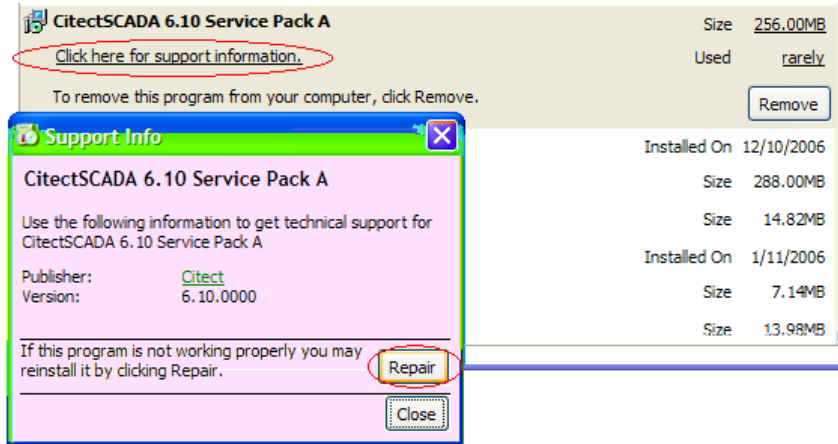 CitectSCADA 6.10 Service Pack A
Size 256.00MB
Click here for support information.
Used rarely
To remove this program from your computer, click Remove.
Remove
Support Info
CitectSCADA 6.10 Service Pack A
Use the following information to get technical support for
CitectSCADA 6.10 Service Pack A
Publisher: Citect
Version: 6.10.0000
If this program is not working properly you may
reinstall it by clicking Repair.
Repair
Close
Installed On 12/10/2006
Size 288.00MB
Size 14.82MB
Installed On 1/11/2006
Size 7.14MB
Size 13.98MB